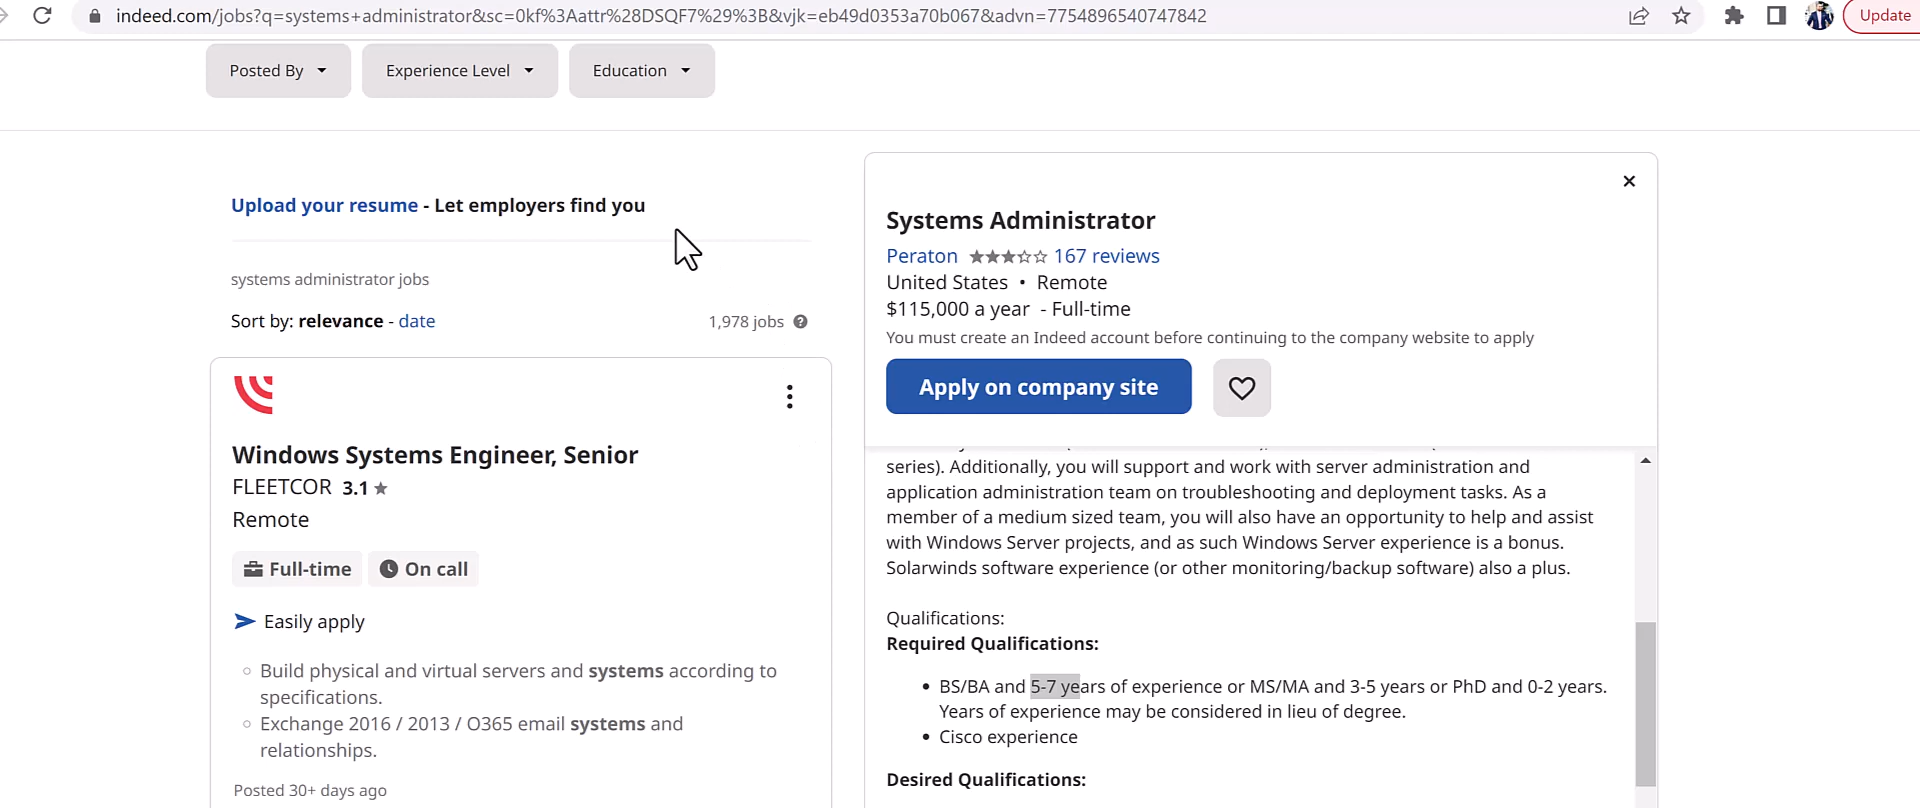 indeed.com/jobs?q=systems+administrator&sc=0kf%3Aattr%28DSQF7%29%3B&vjk=eb49d0353a70b067&advn=7754896540747842
Update
Posted By
Experience Level
Education
Upload your resume - Let employers find you
systems administrator jobs
Sort by: relevance - date
1,978 jobs
Windows Systems Engineer, Senior
FLEETCOR 3.1
Remote
Full-time
On call
Easily apply
Build physical and virtual servers and systems according to
specifications.
Exchange 2016 / 2013 / O365 email systems and
relationships.
Posted 30+ days ago
Systems Administrator
Peraton 167 reviews
United States • Remote
$115,000 a year - Full-time
You must create an Indeed account before continuing to the company website to apply
Apply on company site
series). Additionally, you will support and work with server administration and
application administration team on troubleshooting and deployment tasks. As a
member of a medium sized team, you will also have an opportunity to help and assist
with Windows Server projects, and as such Windows Server experience is a bonus.
Solarwinds software experience (or other monitoring/backup software) also a plus.
Qualifications:
Required Qualifications:
• BS/BA and 5-7 years of experience or MS/MA and 3-5 years or PhD and 0-2 years.
Years of experience may be considered in lieu of degree.
• Cisco experience
Desired Qualifications: